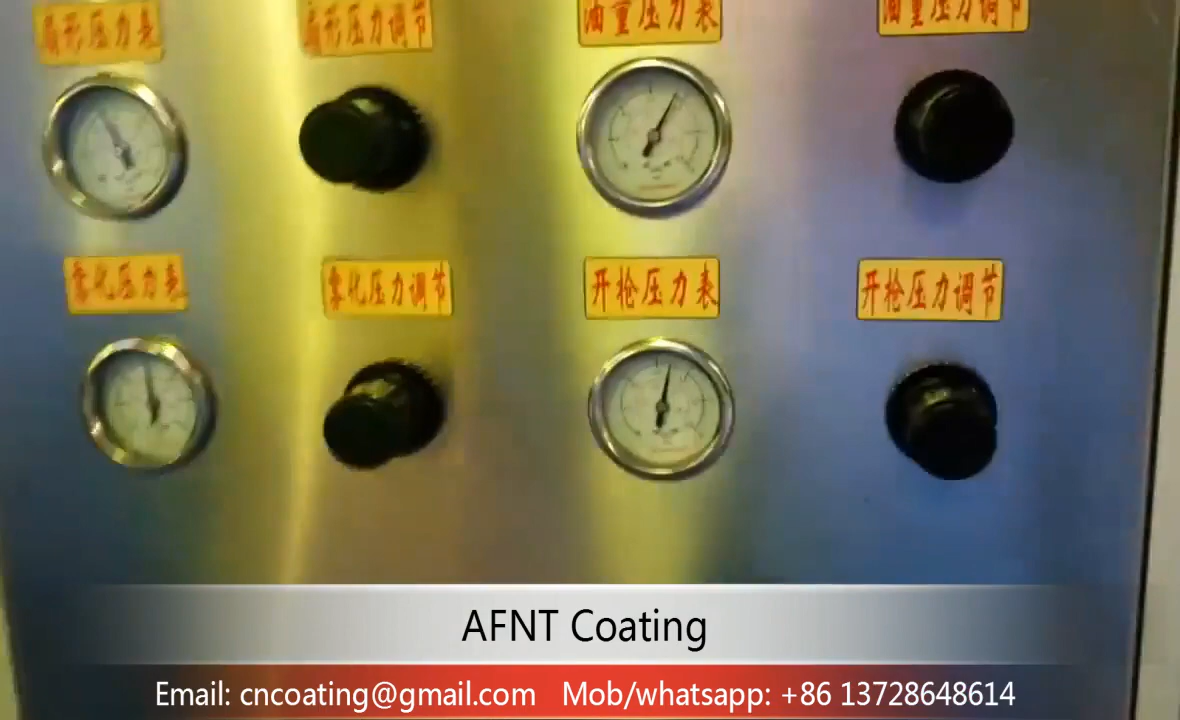 扇形压力表
扇形压力调节
油量压力表
油量压力调节
雾化压力表
雾化压力调节
开枪压力表
开枪压力调节
AFNT Coating
Email: cncoating@gmail.com Mob/whatsapp: +86 13728648614